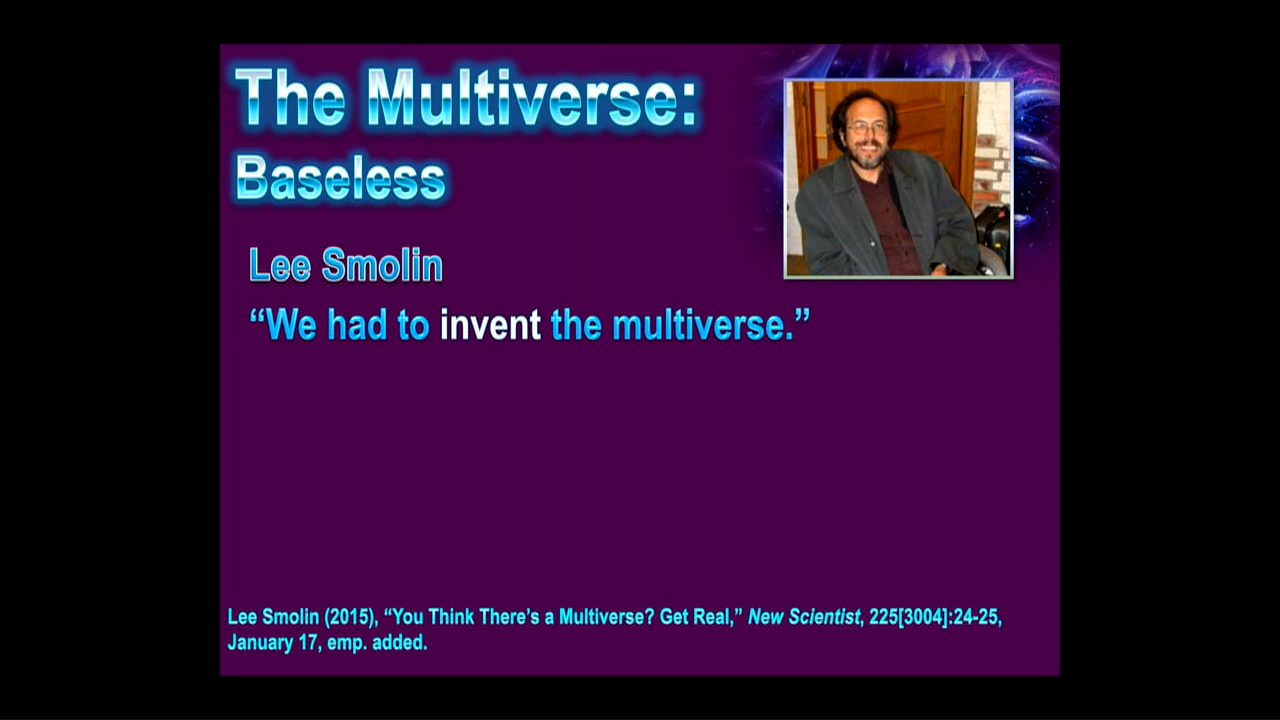 The Multiverse:
Baseless
Lee Smolin
“We had to invent the multiverse.”
Lee Smolin (2015), “You Think There’s a Multiverse? Get Real,” New Scientist, 225[3004]:24-25,
January 17, emp. added.